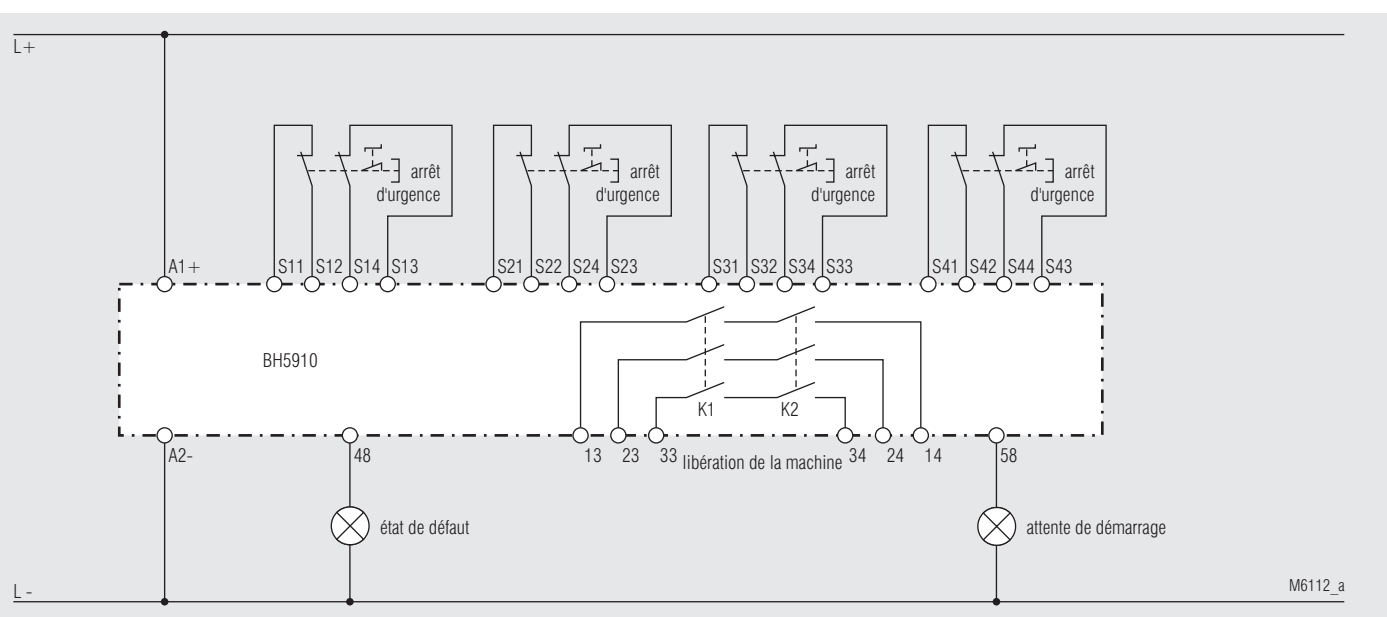 L+
arrêt
d'urgence
arrêt
d'urgence
arrêt
d'urgence
arrêt
d'urgence
A1+ S11 S12 S14 S13 S21 S22 S24 S23 S31 S32 S34 S33 S41 S42 S44 S43
BH5910
K1 K2
A2- 48 13 23 33 libération de la machine 34 24 14 58
état de défaut
attente de démarrage
L -
M6112_a